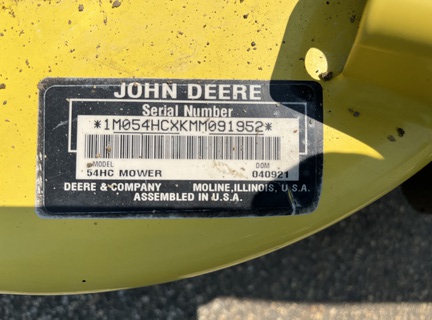 JOHN DEERE
Serial Number
*1M054HCXKMM091952*
MODEL
DOM
54HC MOWER
040921
DEERE & COMPANY MOLINE, ILLINOIS, U.S.A.
ASSEMBLED IN U.S.A.